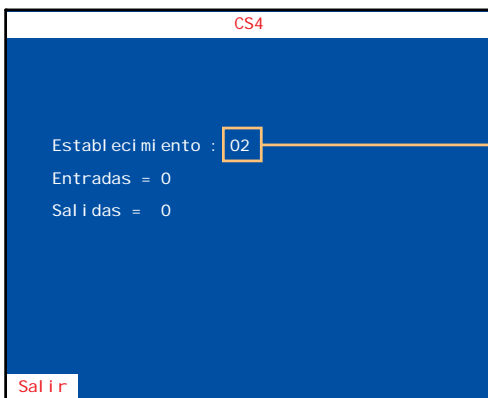 CS4
Establecimiento : 02
Entradas = 0
Salidas = 0
Salir